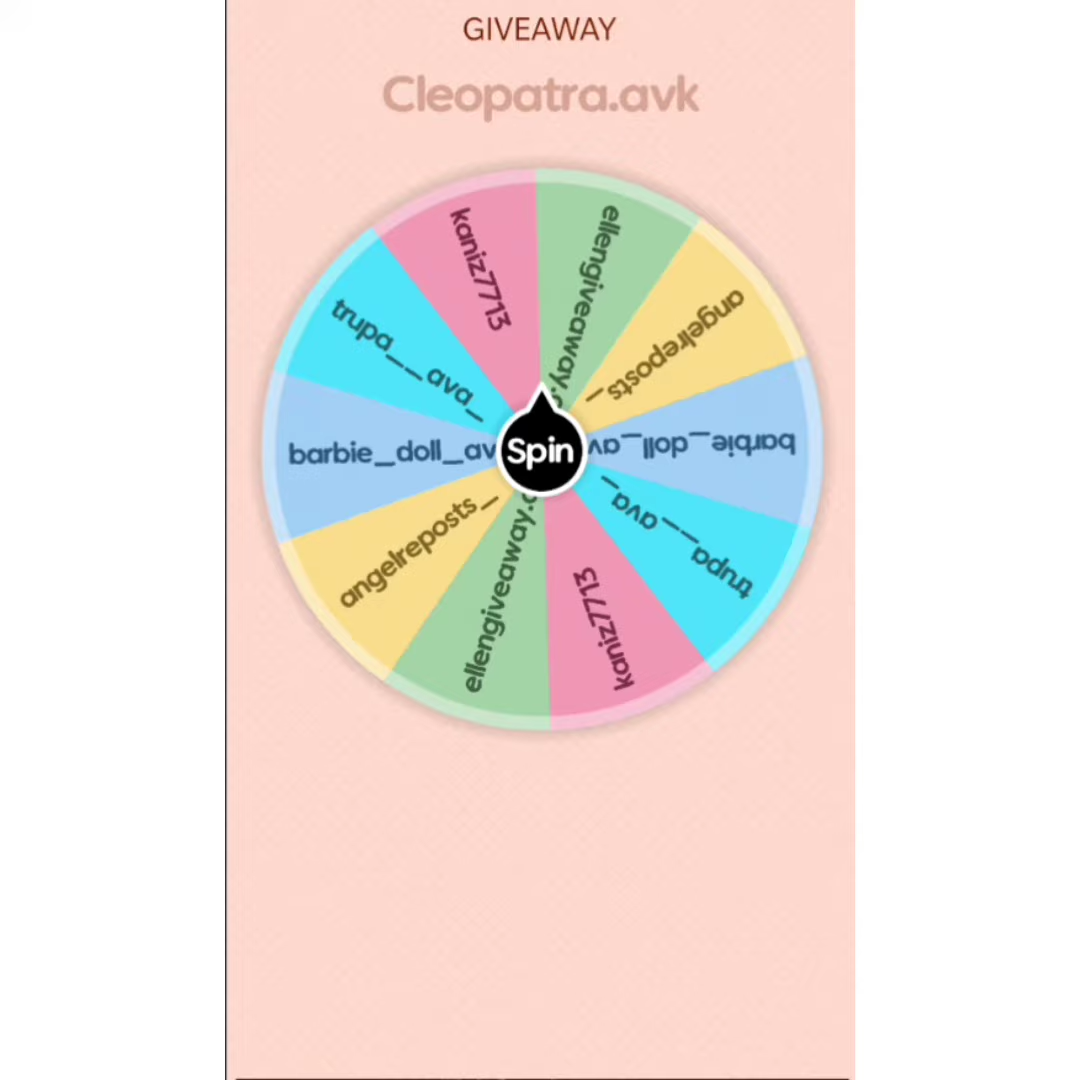 GIVEAWAY
Cleopatra.avk
ellengiveaway.
angelreposts_
barbie_doll_av
trupa__ava_
kaniz7713
ellengiveaway.
angelreposts_
barbie_doll_av
trupa__ava_
kaniz7713
Spin